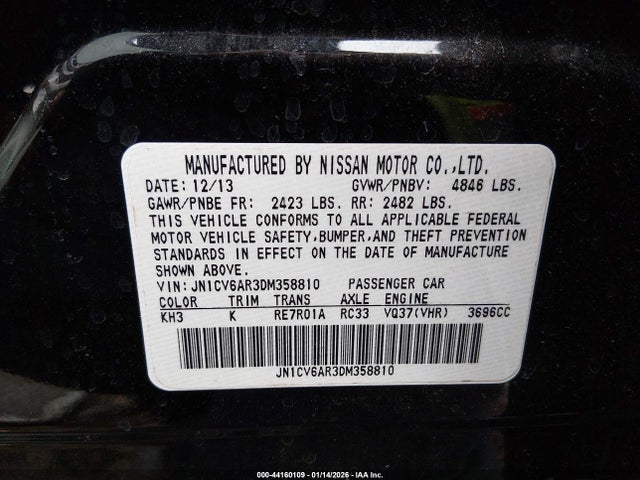 MANUFACTURED BY NISSAN MOTOR CO.,LTD.
DATE: 12/13 GVWR/PNBV: 4846 LBS.
GAWR/PNBE FR: 2423 LBS. RR: 2482 LBS.
THIS VEHICLE CONFORMS TO ALL APPLICABLE FEDERAL
MOTOR VEHICLE SAFETY,BUMPER,AND THEFT PREVENTION
STANDARDS IN EFFECT ON THE DATE OF MANUFACTURE
SHOWN ABOVE.
VIN: JN1CV6AR3DM358810 PASSENGER CAR
COLOR TRIM TRANS AXLE ENGINE
KH3 K RE7R01A RC33 VQ37(VHR) 3696CC
JN1CV6AR3DM358810
000-44160109 - 01/14/2026 - IAA Inc.